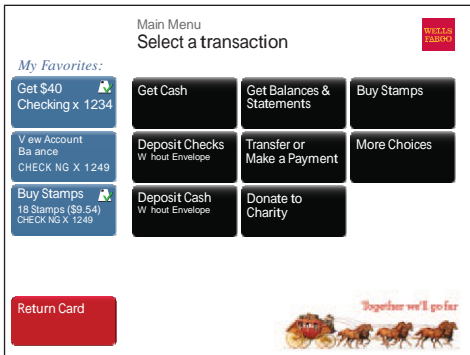 Main Menu
Select a transaction
WELLS
FARGO
My Favorites:
Get $40
Checking x 1234
V ew Account
Ba ance
CHECK NG X 1249
Buy Stamps
18 Stamps ($9.54)
CHECK NG X 1249
Get Cash
Get Balances &
Statements
Buy Stamps
Deposit Checks
W hout Envelope
Transfer or
Make a Payment
More Choices
Deposit Cash
W hout Envelope
Donate to
Charity
Return Card
Together we'll go far